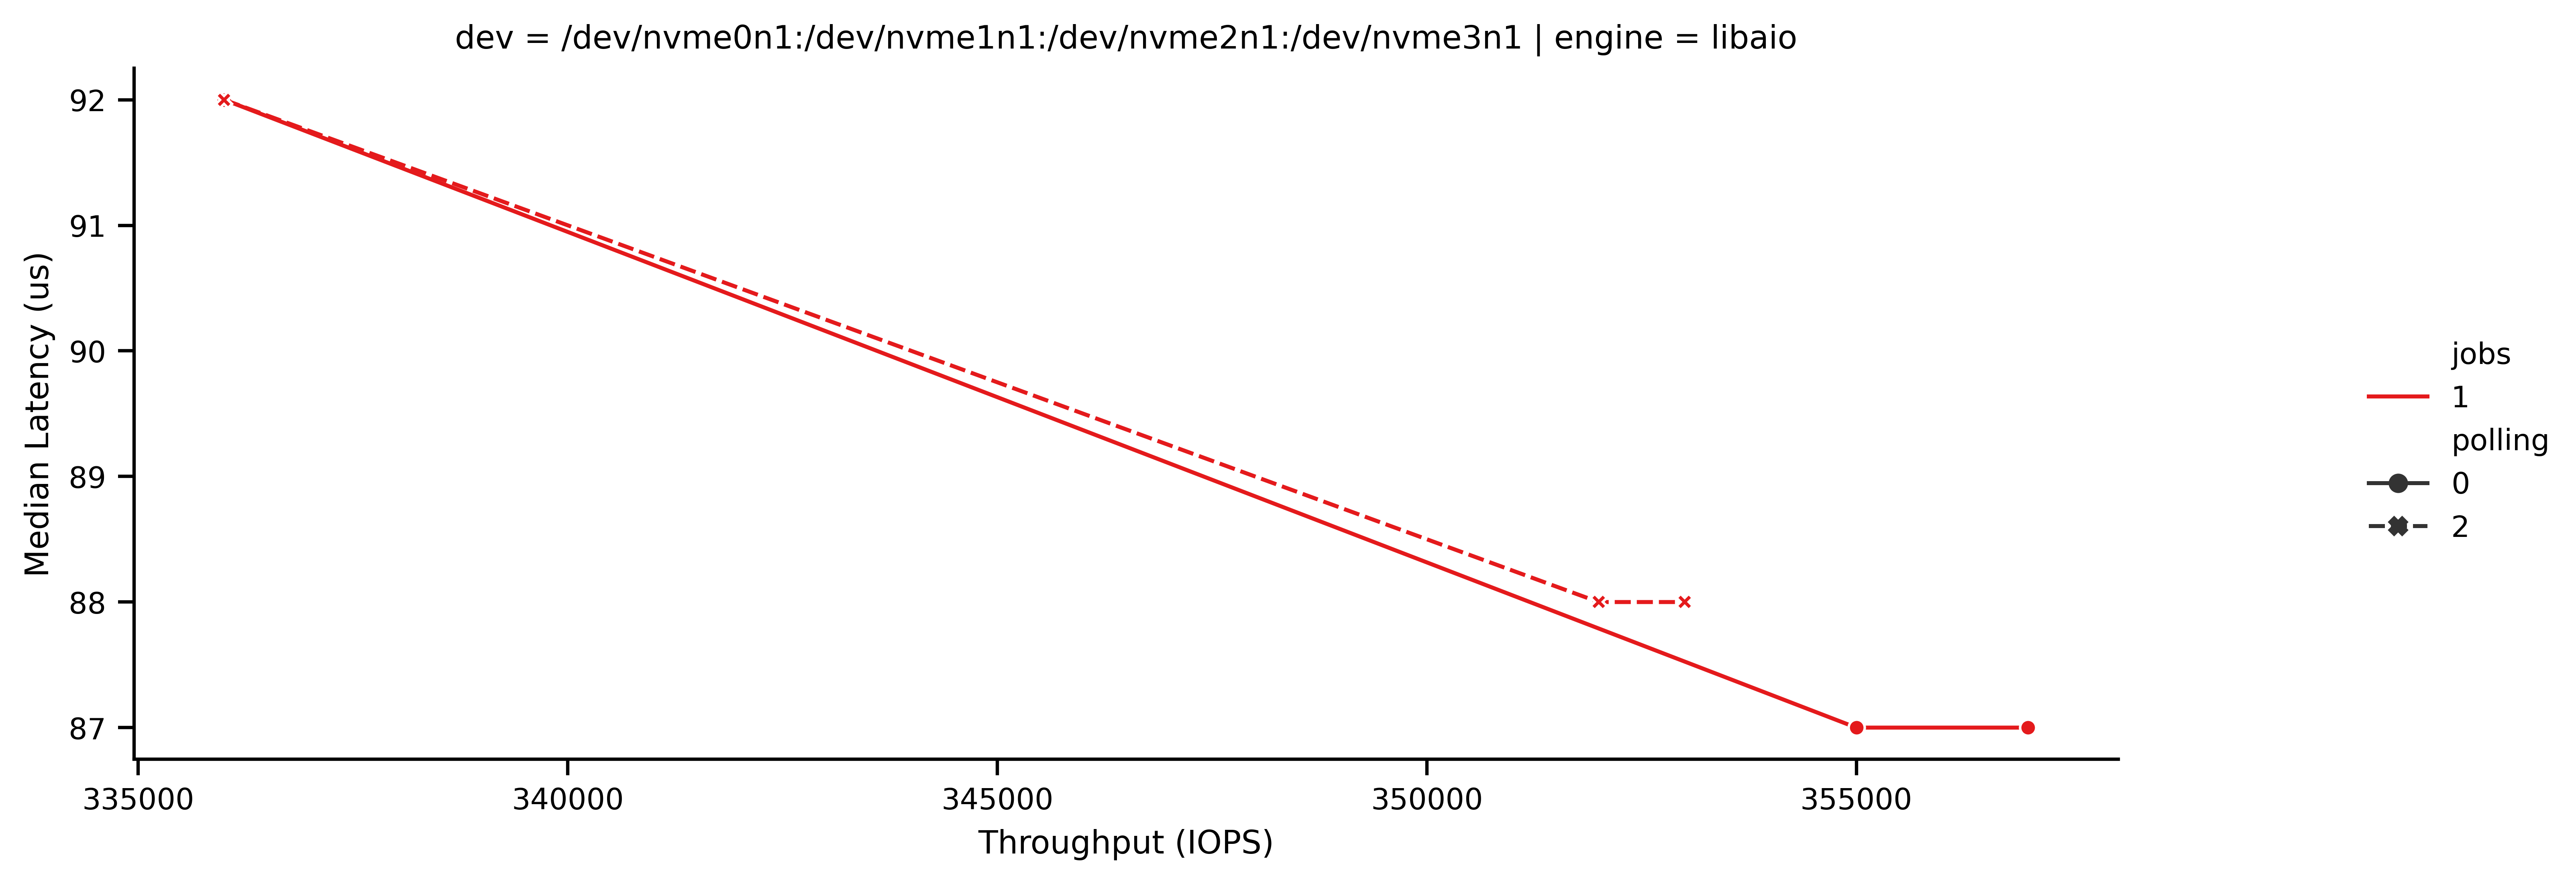 dev = /dev/nvme0n1:/dev/nvme1n1:/dev/nvme2n1:/dev/nvme3n1 | engine = libaio
Median Latency (us)
92
91
90
89
88
87
335000 340000 345000 350000 355000
Throughput (IOPS)
jobs
1
polling
0
2